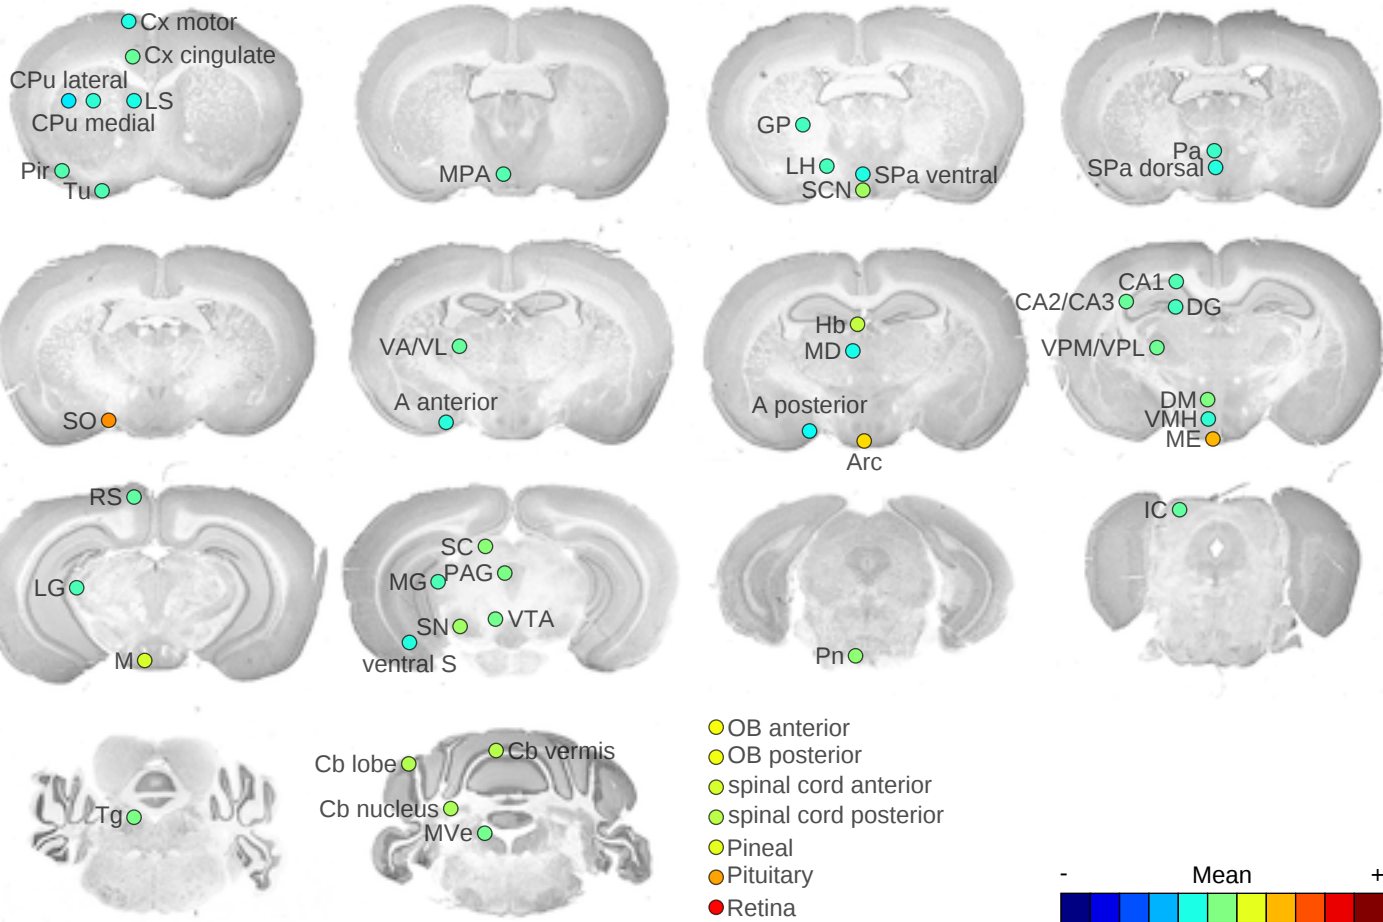 Cx motor
Cx cingulate
CPu lateral
LS
CPu medial
Pir
Tu
MPA
GP
LH
SPa ventral
SCN
Pa
SPa dorsal
SO
VA/VL
A anterior
Hb
MD
A posterior
Arc
CA1
CA2/CA3
DG
VPM/VPL
DM
VMH
ME
RS
LG
M
SC
PAG
MG
VTA
SN
ventral S
Pn
IC
Tg
Cb lobe
Cb vermis
Cb nucleus
MVe
OB anterior
OB posterior
spinal cord anterior
spinal cord posterior
Pineal
Pituitary
Retina
- Mean +